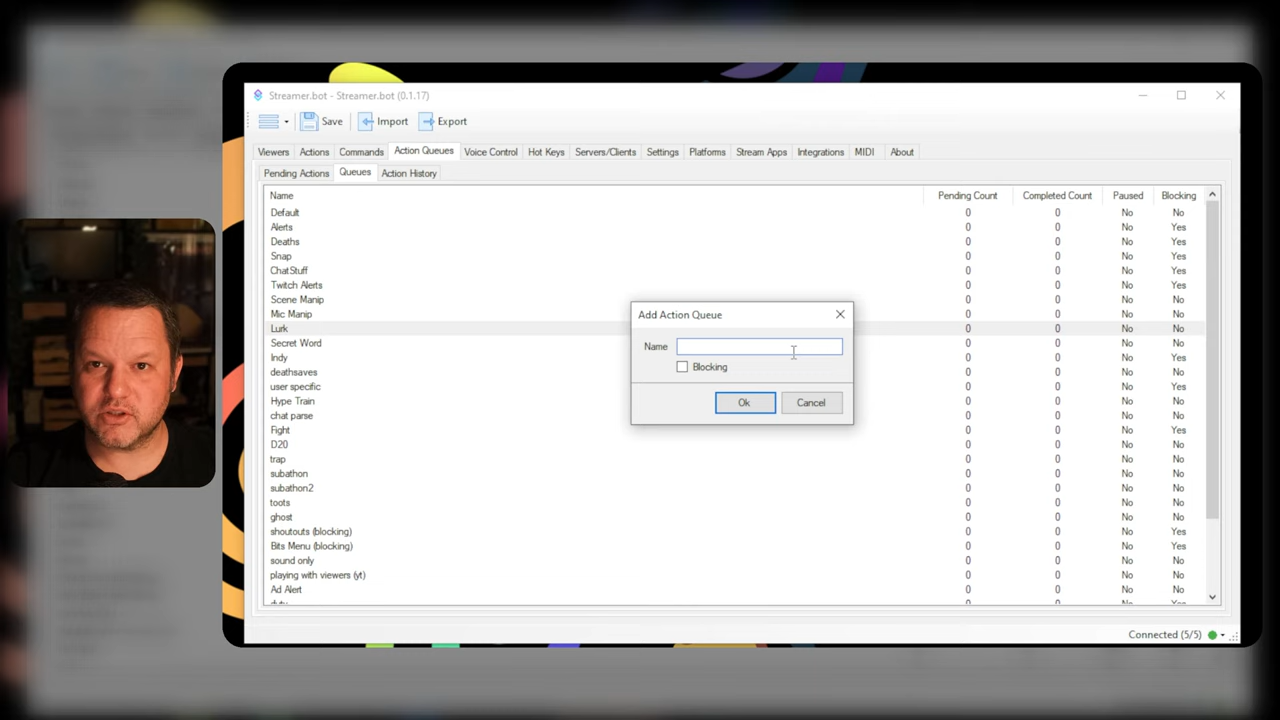 Streamer.bot - Streamer.bot (0.1.17)
Save Import Export
Viewers Actions Commands Action Queues Voice Control Hot Keys Servers/Clients Settings Platforms Stream Apps Integrations MIDI About
Pending Actions Queues Action History
Name Pending Count Completed Count Paused Blocking
Default 0 0 No No
Alerts 0 0 No Yes
Deaths 0 0 No Yes
Snap 0 0 No Yes
ChatStuff 0 0 No Yes
Twitch Alerts 0 0 No Yes
Scene Manip 0 0 No No
Mic Manip 0 0 No No
Lurk 0 0 No No
Secret Word 0 0 No No
Indy 0 0 No Yes
deathsaves 0 0 No No
user specific 0 0 No Yes
Hype Train 0 0 No No
chat parse 0 0 No No
Fight 0 0 No Yes
D20 0 0 No No
trap 0 0 No No
subathon 0 0 No No
subathon2 0 0 No No
toots 0 0 No No
ghost 0 0 No No
shoutouts (blocking) 0 0 No Yes
Bits Menu (blocking) 0 0 No Yes
sound only 0 0 No No
playing with viewers (yt) 0 0 No No
Ad Alert 0 0 No No
Add Action Queue
Name
Blocking
Ok Cancel
Connected (5/5)